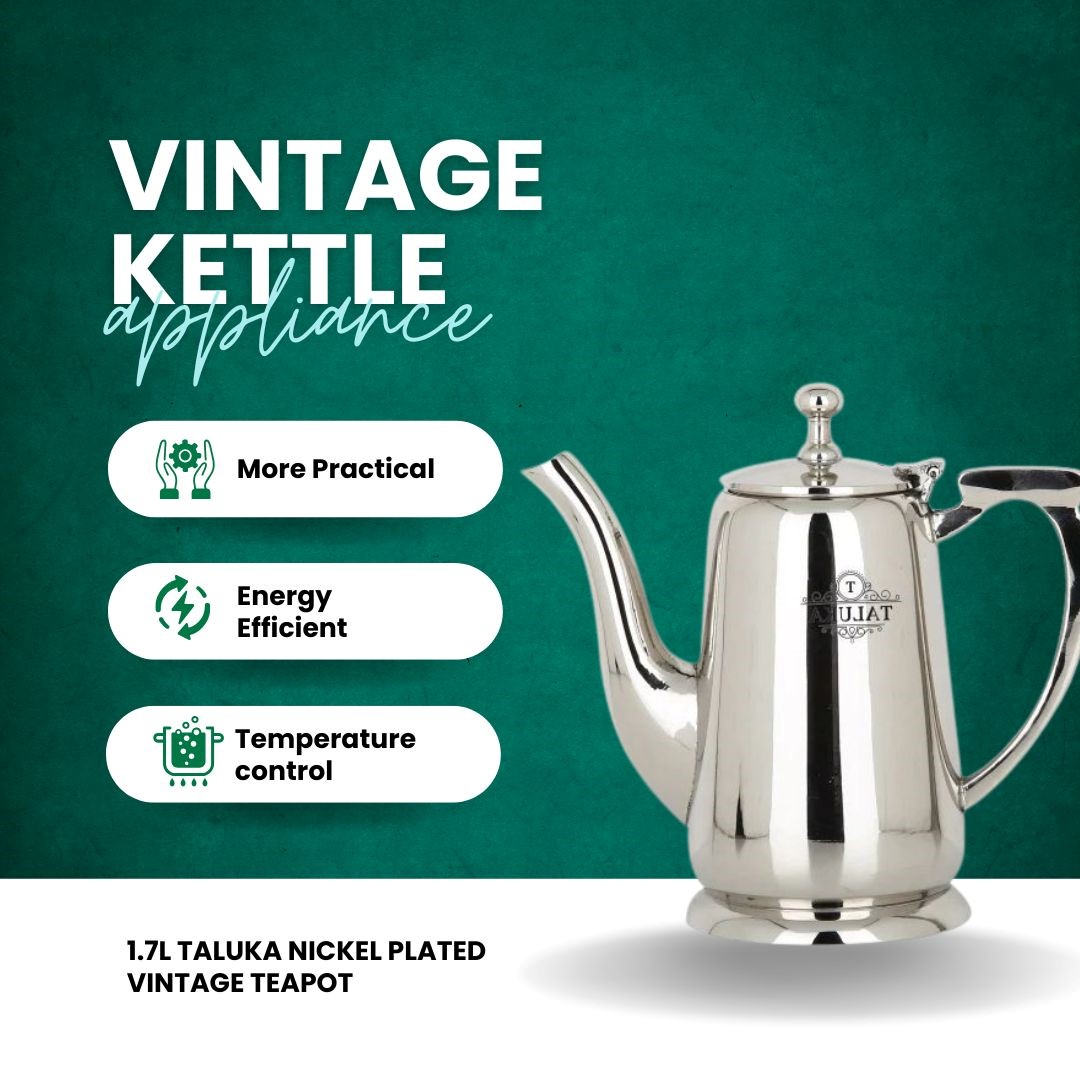 VINTAGE
KETTLE
appliance
More Practical
Energy
Efficient
Temperature
control
T
TALUKA
1.7L TALUKA NICKEL PLATED
VINTAGE TEAPOT